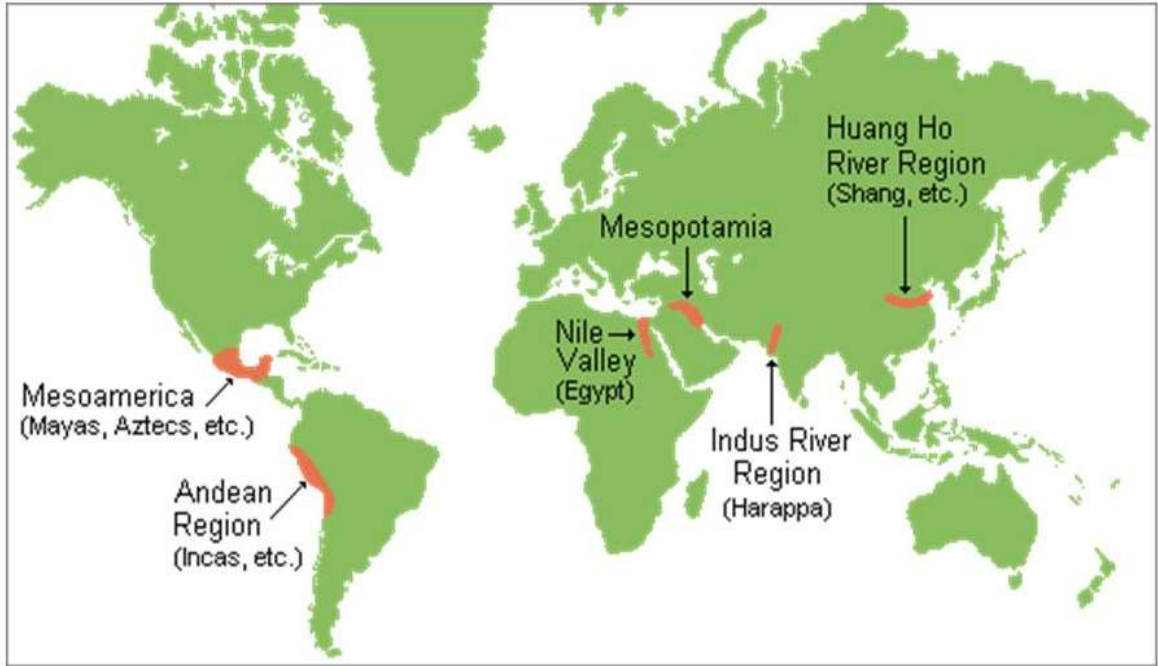 Huang Ho
River Region
(Shang, etc.)
Mesopotamia
Nile
Valley
(Egypt)
Mesoamerica
(Mayas, Aztecs, etc.)
Indus River
Region
(Harappa)
Andean
Region
(Incas, etc.)